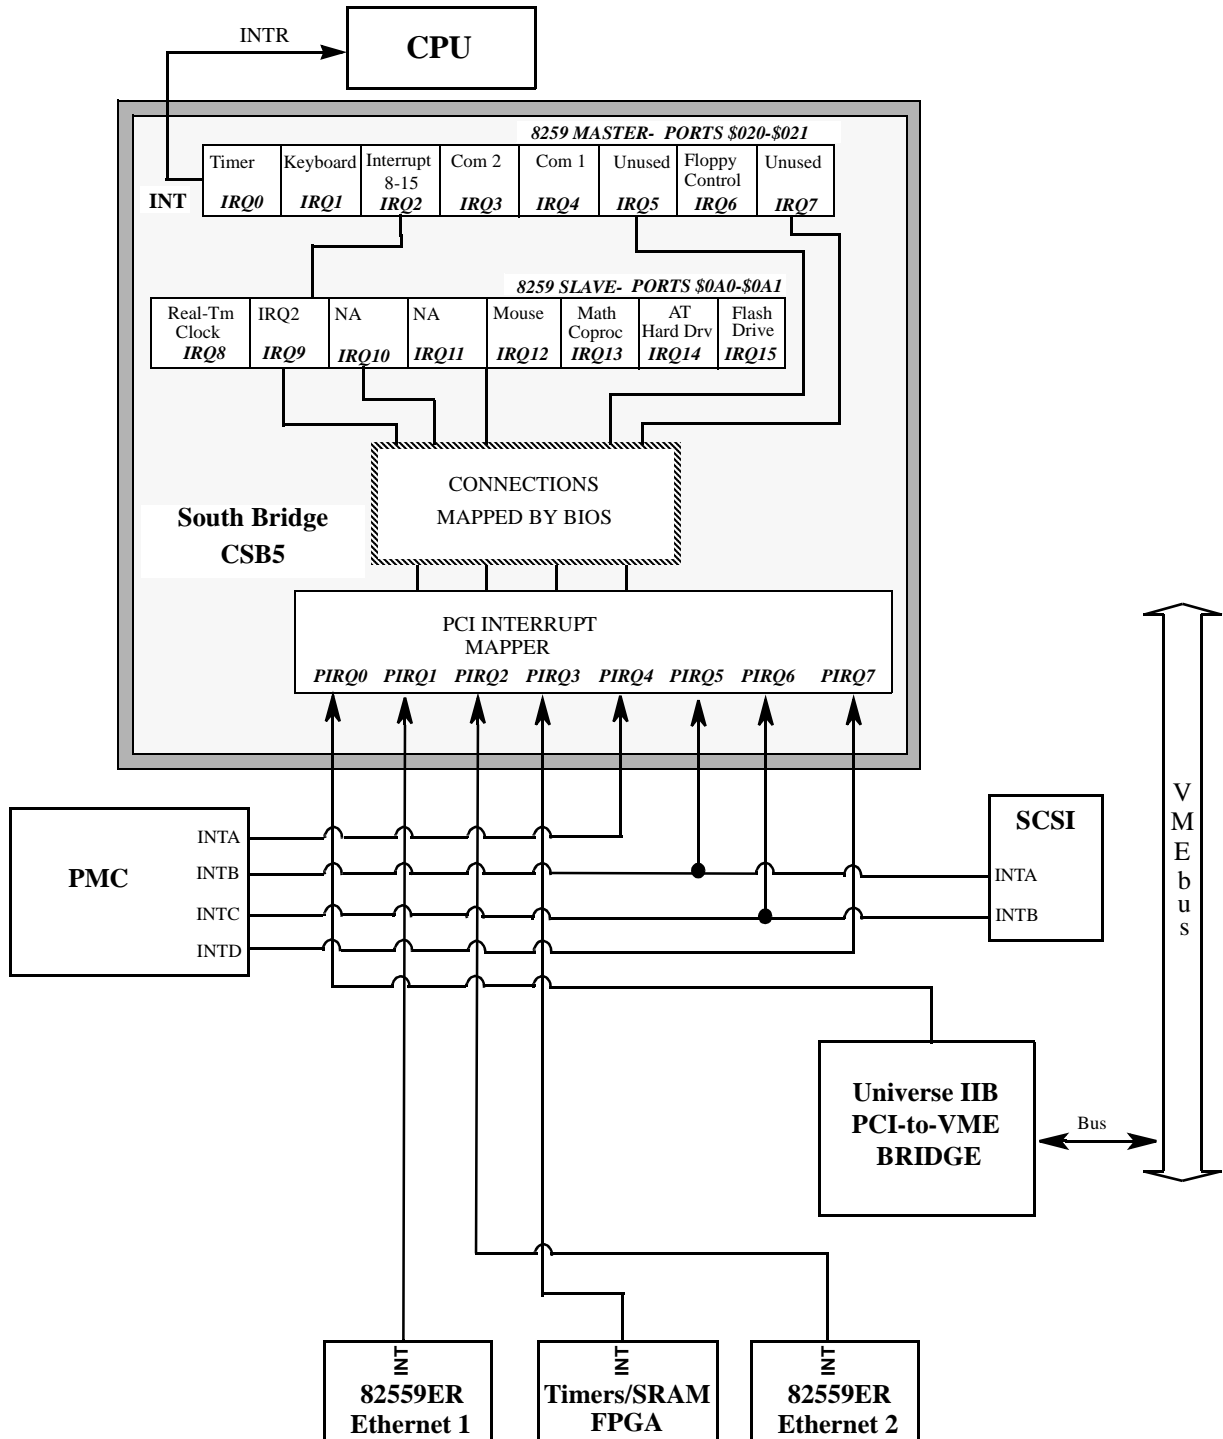 INTR
CPU
8259 MASTER- PORTS $020-$021
Timer
IRQ0
Keyboard
IRQ1
Interrupt
8-15
IRQ2
Com 2
IRQ3
Com 1
IRQ4
Unused
IRQ5
Floppy
Control
IRQ6
Unused
IRQ7
INT
8259 SLAVE- PORTS $0A0-$0A1
Real-Tm
Clock
IRQ8
IRQ2
IRQ9
NA
IRQ10
NA
IRQ11
Mouse
IRQ12
Math
Coproc
IRQ13
AT
Hard Drv
IRQ14
Flash
Drive
IRQ15
CONNECTIONS
MAPPED BY BIOS
South Bridge
CSB5
PCI INTERRUPT
MAPPER
PIRQ0 PIRQ1 PIRQ2 PIRQ3 PIRQ4 PIRQ5 PIRQ6 PIRQ7
PMC
INTA
INTB
INTC
INTD
SCSI
INTA
INTB
VMEbus
Universe IIB
PCI-to-VME
BRIDGE
Bus
INT
82559ER
Ethernet 1
INT
Timers/SRAM
FPGA
INT
82559ER
Ethernet 2